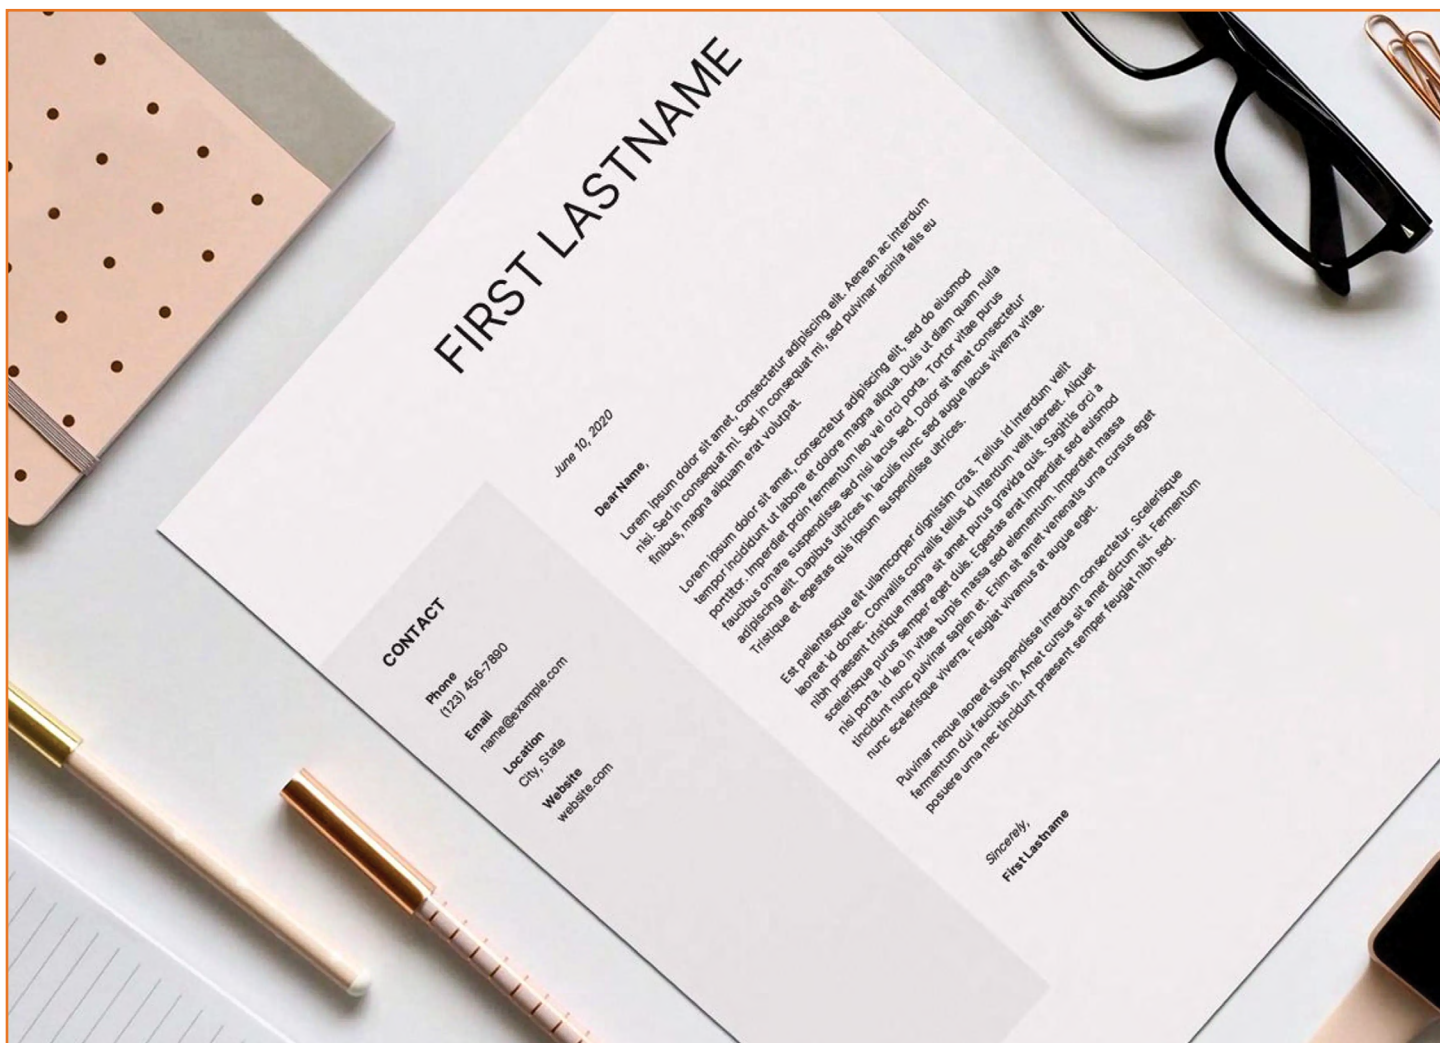 FIRST LASTNAME
June 10, 2020
Dear Name,
Lorem ipsum dolor sit amet, consectetur adipiscing elit. Aenean ac interdum
nisi. Sed in consequat mi. Sed in consequat mi, sed pulvinar lacinia felis eu
finibus, magna aliquam erat volutpat.
Lorem ipsum dolor sit amet, consectetur adipiscing elit, sed do eiusmod
tempor incididunt ut labore et dolore magna aliqua. Duis ut diam quam nulla
porttitor. Imperdiet proin fermentum leo vel orci porta. Tortor vitae purus
faucibus ornare suspendisse sed nisi lacus sed. Dolor sit amet consectetur
adipiscing elit. Dapibus ultrices in iaculis nunc sed augue lacus viverra vitae.
Tristique et egestas quis ipsum suspendisse ultrices.
Est pellentesque elit ullamcorper dignissim cras. Tellus id interdum velit
laoreet id donec. Convallis convallis tellus id interdum velit laoreet. Aliquet
nibh praesent tristique magna sit amet purus gravida quis. Sagittis orci a
scelerisque purus semper eget duis. Egestas erat imperdiet sed euismod
nisi porta. Id leo in vitae turpis massa sed elementum. Imperdiet massa
tincidunt nunc pulvinar sapien et. Enim sit amet venenatis urna cursus eget
nunc scelerisque viverra. Feugiat vivamus at augue eget.
Pulvinar neque laoreet suspendisse interdum consectetur. Scelerisque
fermentum dui faucibus in. Amet cursus sit amet dictum sit. Fermentum
posuere urna nec tincidunt praesent semper feugiat nibh sed.
Sincerely,
First Lastname
CONTACT
Phone
(123) 456-7890
Email
name@example.com
Location
City, State
Website
website.com